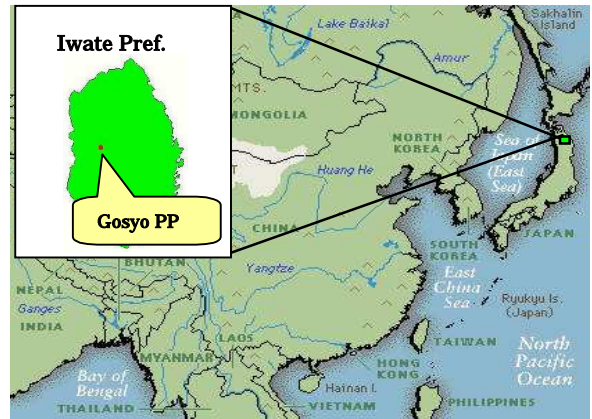 Iwate Pref.
Gosyo PP
Lake Baikal
Sakhalin
Island
Amur
MTS.
MONGOLIA
NORTH
KOREA
Sea of
Japan
(East
Sea)
Huang He
CHINA
SOUTH
KOREA
JAPAN
BHUTAN
Yangtze
East
China
Sea
Ryukyu Is.
(Japan)
NEPAL
Ganges
INDIA
MYANMAR
LAOS
TAIWAN
HONG
KONG
North
Pacific
Ocean
Bay of
Bengal
Hainan I.
THAILAND
VIETNAM
PHILIPPINES